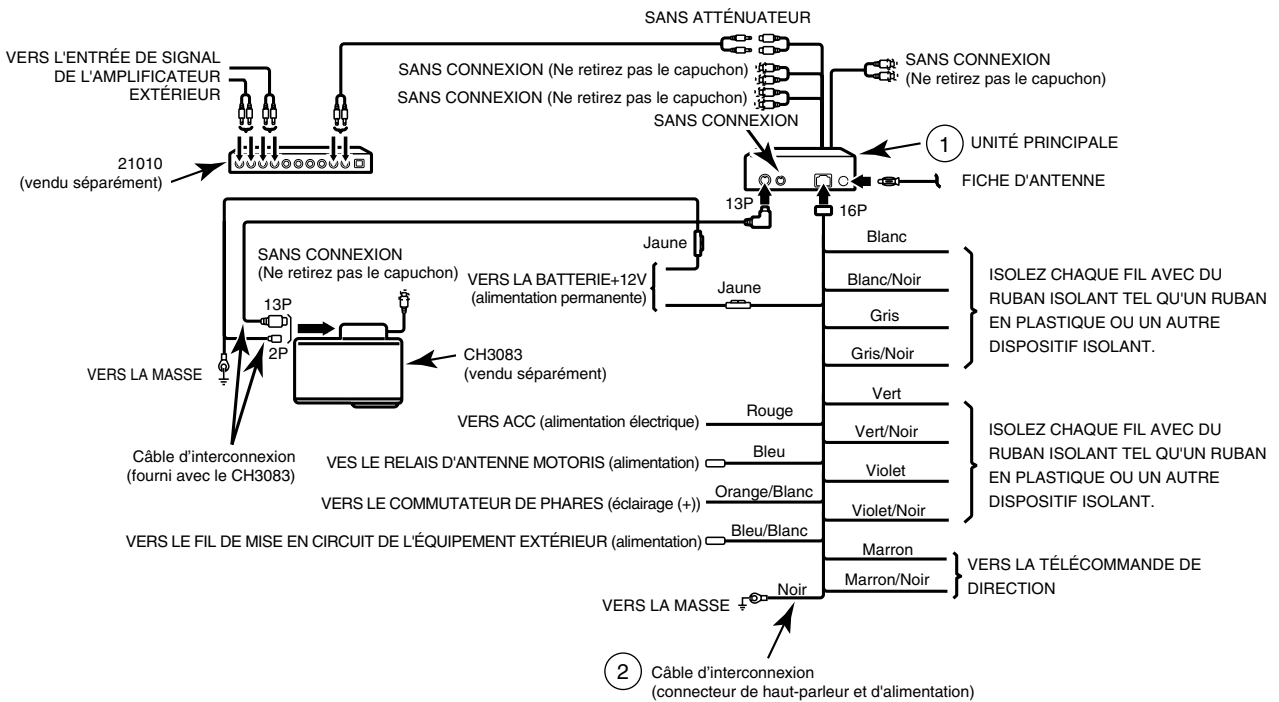 SANS ATTÉNUATEUR
VERS L'ENTRÉE DE SIGNAL
DE L'AMPLIFICATEUR
EXTÉRIEUR
SANS CONNEXION (Ne retirez pas le capuchon)
SANS CONNEXION (Ne retirez pas le capuchon)
SANS CONNEXION
SANS CONNEXION
(Ne retirez pas le capuchon)
1 UNITÉ PRINCIPALE
21010
(vendu séparément)
FICHE D'ANTENNE
13P
16P
Jaune
SANS CONNEXION
(Ne retirez pas le capuchon)
VERS LA BATTERIE+12V
(alimentation permanente)
Jaune
13P
2P
VERS LA MASSE
CH3083
(vendu séparément)
Câble d'interconnexion
(fourni avec le CH3083)
Blanc
Blanc/Noir
Gris
Gris/Noir
ISOLEZ CHAQUE FIL AVEC DU
RUBAN ISOLANT TEL QU'UN RUBAN
EN PLASTIQUE OU UN AUTRE
DISPOSITIF ISOLANT.
Vert
Vert/Noir
Violet
Violet/Noir
ISOLEZ CHAQUE FIL AVEC DU
RUBAN ISOLANT TEL QU'UN RUBAN
EN PLASTIQUE OU UN AUTRE
DISPOSITIF ISOLANT.
VERS ACC (alimentation électrique)
Rouge
VES LE RELAIS D'ANTENNE MOTORIS (alimentation)
Bleu
VERS LE COMMUTATEUR DE PHARES (éclairage (+))
Orange/Blanc
VERS LE FIL DE MISE EN CIRCUIT DE L'ÉQUIPEMENT EXTÉRIEUR (alimentation)
Bleu/Blanc
Marron
Marron/Noir
VERS LA TÉLÉCOMMANDE DE
DIRECTION
VERS LA MASSE
Noir
2 Câble d'interconnexion
(connecteur de haut-parleur et d'alimentation)